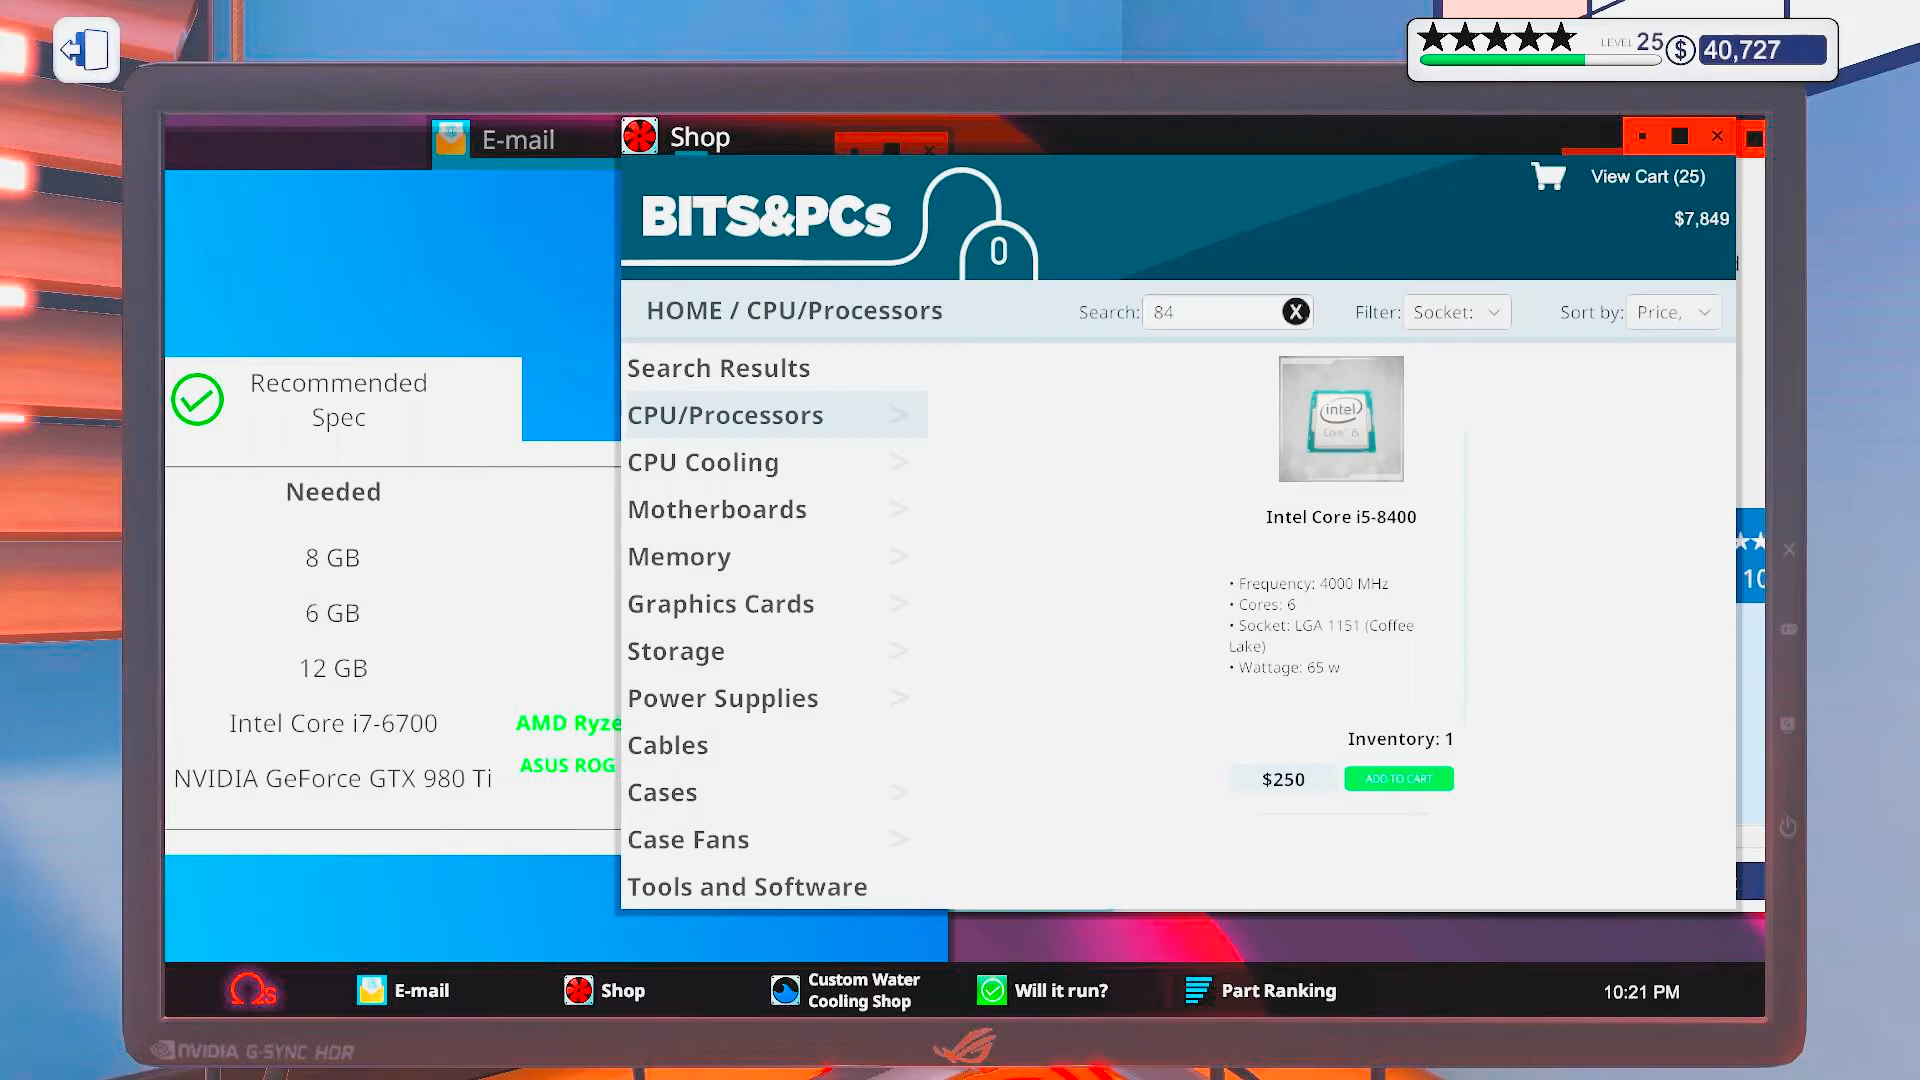 LEVEL 25
$ 40,727
E-mail
Shop
BITS&PCs
View Cart (25)
$7,849
HOME / CPU/Processors
Search: 84
X
Filter: Socket:
Sort by: Price,
Recommended
Spec
Needed
8 GB
6 GB
12 GB
Intel Core i7-6700
AMD Ryze
NVIDIA GeForce GTX 980 Ti
ASUS ROG
Search Results
CPU/Processors >
CPU Cooling >
Motherboards >
Memory >
Graphics Cards >
Storage >
Power Supplies >
Cables
Cases >
Case Fans >
Tools and Software
intel
Core i5
Intel Core i5-8400
• Frequency: 4000 MHz
• Cores: 6
• Socket: LGA 1151 (Coffee
Lake)
• Wattage: 65 w
Inventory: 1
$250
ADD TO CART
10
Ωs
E-mail
Shop
Custom Water
Cooling Shop
Will it run?
Part Ranking
10:21 PM
NVIDIA G-SYNC HDR